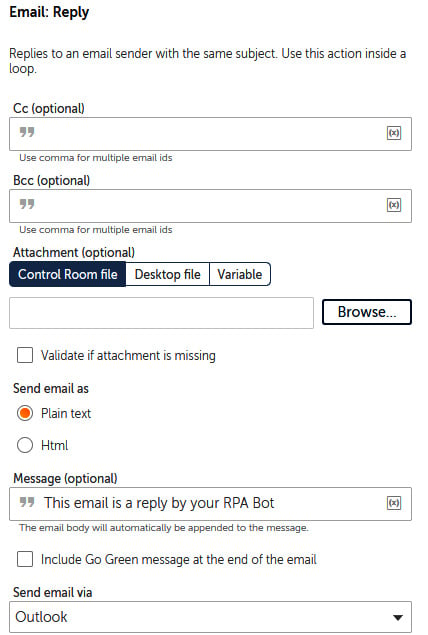 Email: Reply
Replies to an email sender with the same subject. Use this action inside a
loop.
Cc (optional)
(x)
Use comma for multiple email ids
Bcc (optional)
(x)
Use comma for multiple email ids
Attachment (optional)
Control Room file Desktop file Variable
Browse...
Validate if attachment is missing
Send email as
Plain text
Html
Message (optional)
This email is a reply by your RPA Bot (x)
The email body will automatically be appended to the message.
Include Go Green message at the end of the email
Send email via
Outlook